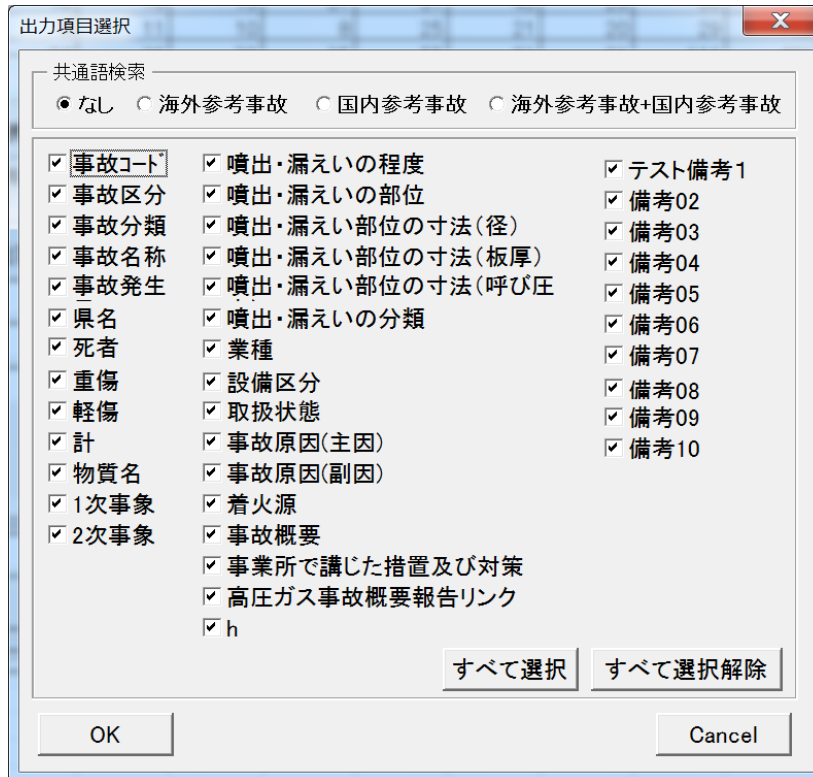 出力項目選択
共通語検索
なし 海外参考事故 国内参考事故 海外参考事故+国内参考事故
事故コード
事故区分
事故分類
事故名称
事故発生
県名
死者
重傷
軽傷
計
物質名
1次事象
2次事象
噴出・漏えいの程度
噴出・漏えいの部位
噴出・漏えい部位の寸法(径)
噴出・漏えい部位の寸法(板厚)
噴出・漏えい部位の寸法(呼び圧
噴出・漏えいの分類
業種
設備区分
取扱状態
事故原因(主因)
事故原因(副因)
着火源
事故概要
事業所で講じた措置及び対策
高圧ガス事故概要報告リンク
h
テスト備考1
備考02
備考03
備考04
備考05
備考06
備考07
備考08
備考09
備考10
すべて選択 すべて選択解除
OK Cancel